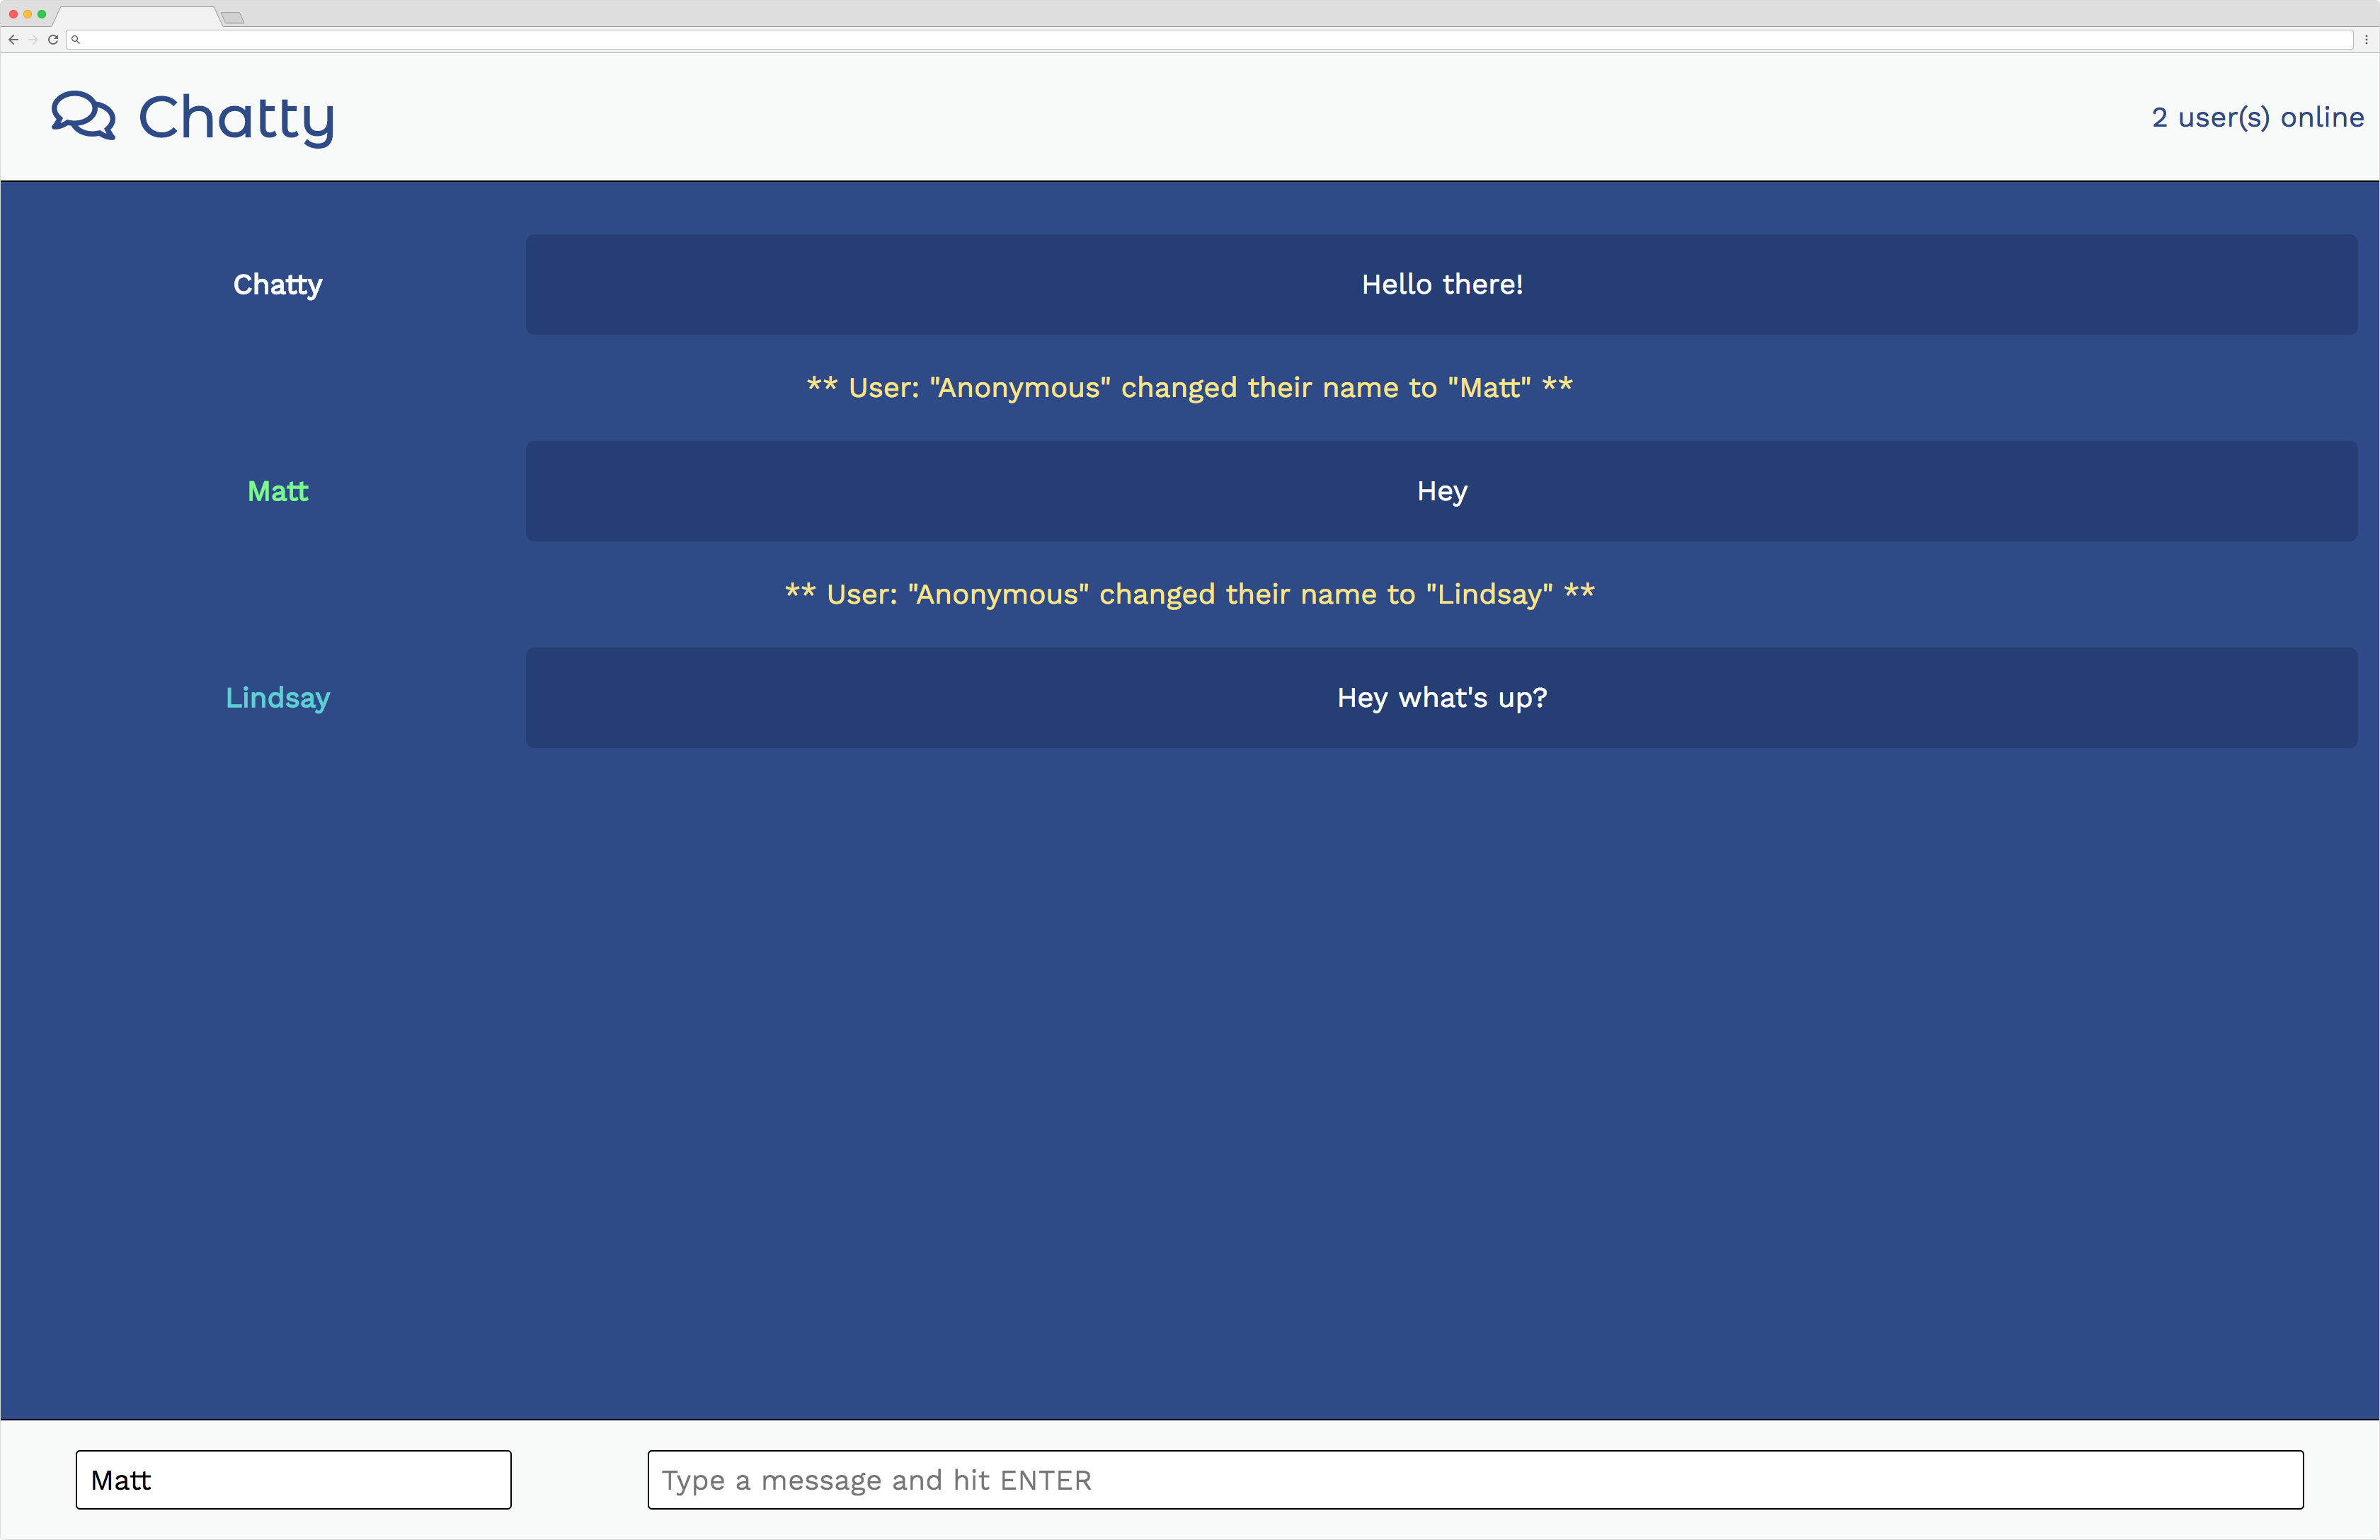 Chatty
2 user(s) online
Chatty
Hello there!
** User: "Anonymous" changed their name to "Matt" **
Matt
Hey
** User: "Anonymous" changed their name to "Lindsay" **
Lindsay
Hey what's up?
Matt
Type a message and hit ENTER